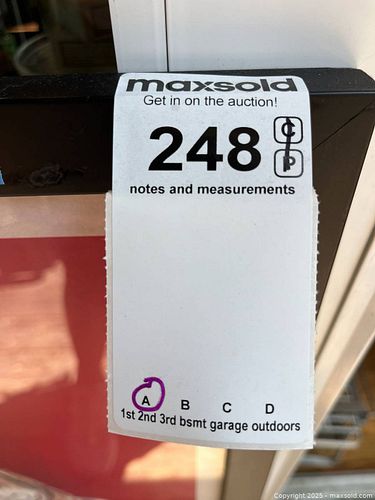 maxsold
Get in on the auction!
248
C
P
notes and measurements
A B C D
1st 2nd 3rd bsmt garage outdoors
Copyright © 2025 - maxsold.com